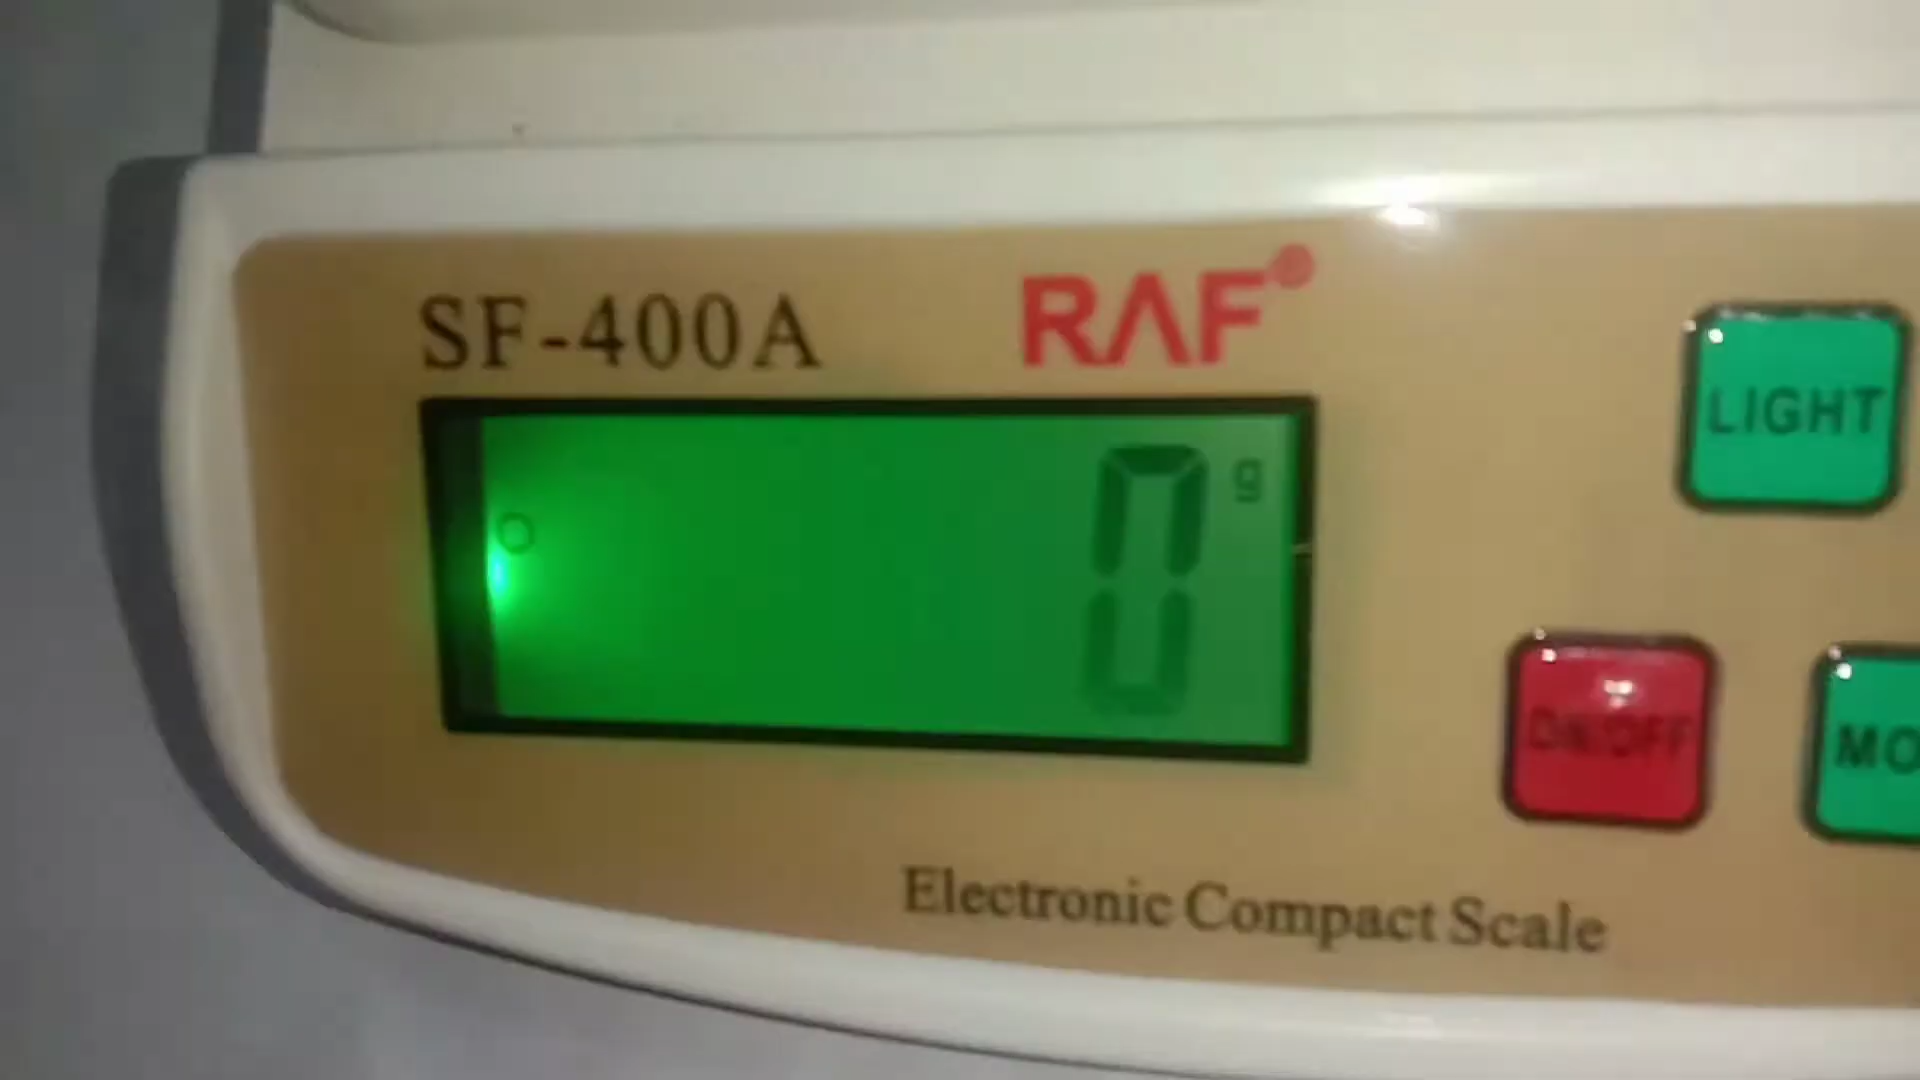 SF-400A RAF
0 g
LIGHT
ON/OFF
MO
Electronic Compact Scale